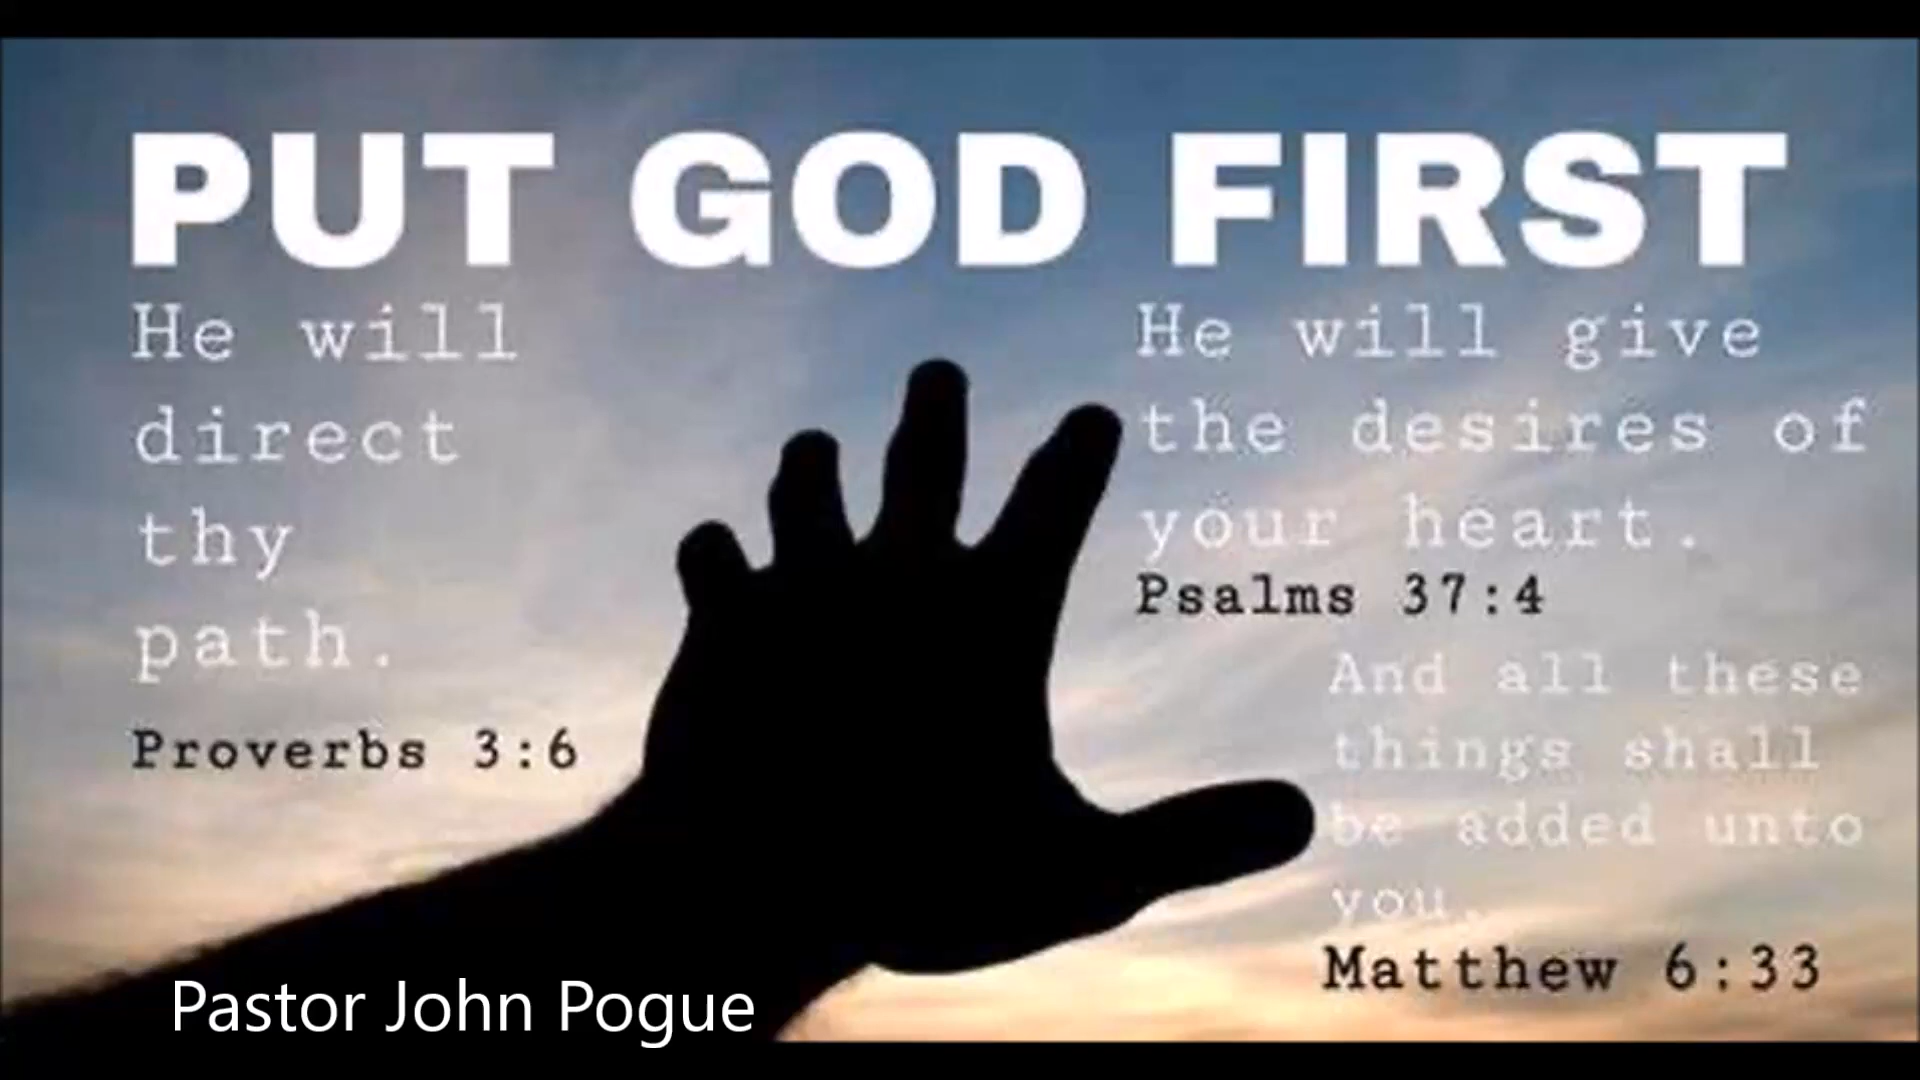 PUT GOD FIRST
He will
direct
thy
path.
Proverbs 3:6
He will give
the desires of
your heart.
Psalms 37:4
And all these
things shall
be added unto
you.
Matthew 6:33
Pastor John Pogue